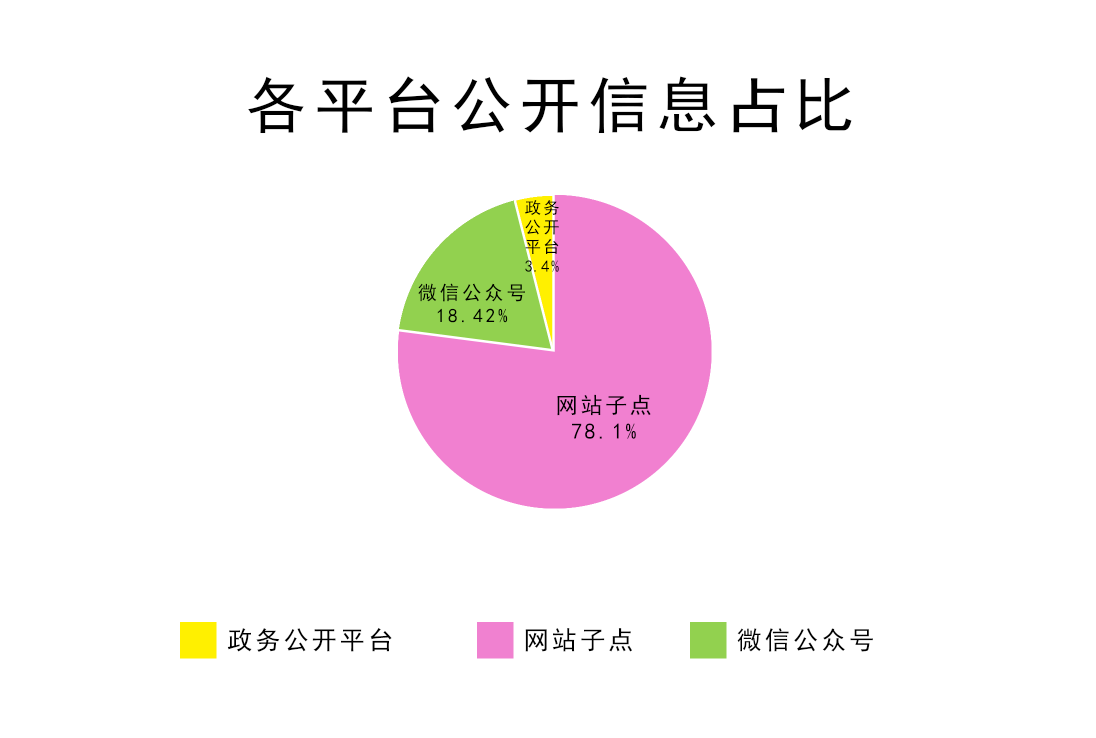 各平台公开信息占比
政务
公开
平台
3.4%
微信公众号
18.42%
网站子点
78.1%
政务公开平台
网站子点
微信公众号